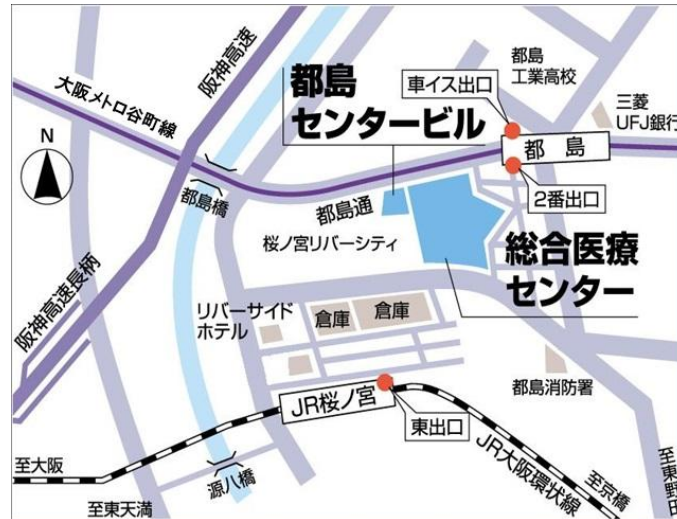 阪神高速
大阪メトロ谷町線
都島
センタービル
車イス出口
都島
工業高校
三菱
UFJ銀行
都 島
2番出口
N
都島橋
都島通
桜ノ宮リバーシティ
総合医療
センター
阪神高速長柄
リバーサイド
ホテル
倉庫
倉庫
都島消防署
JR桜ノ宮
東出口
JR大阪環状線
至大阪
源八橋
至東天満
至京橋
至東野田